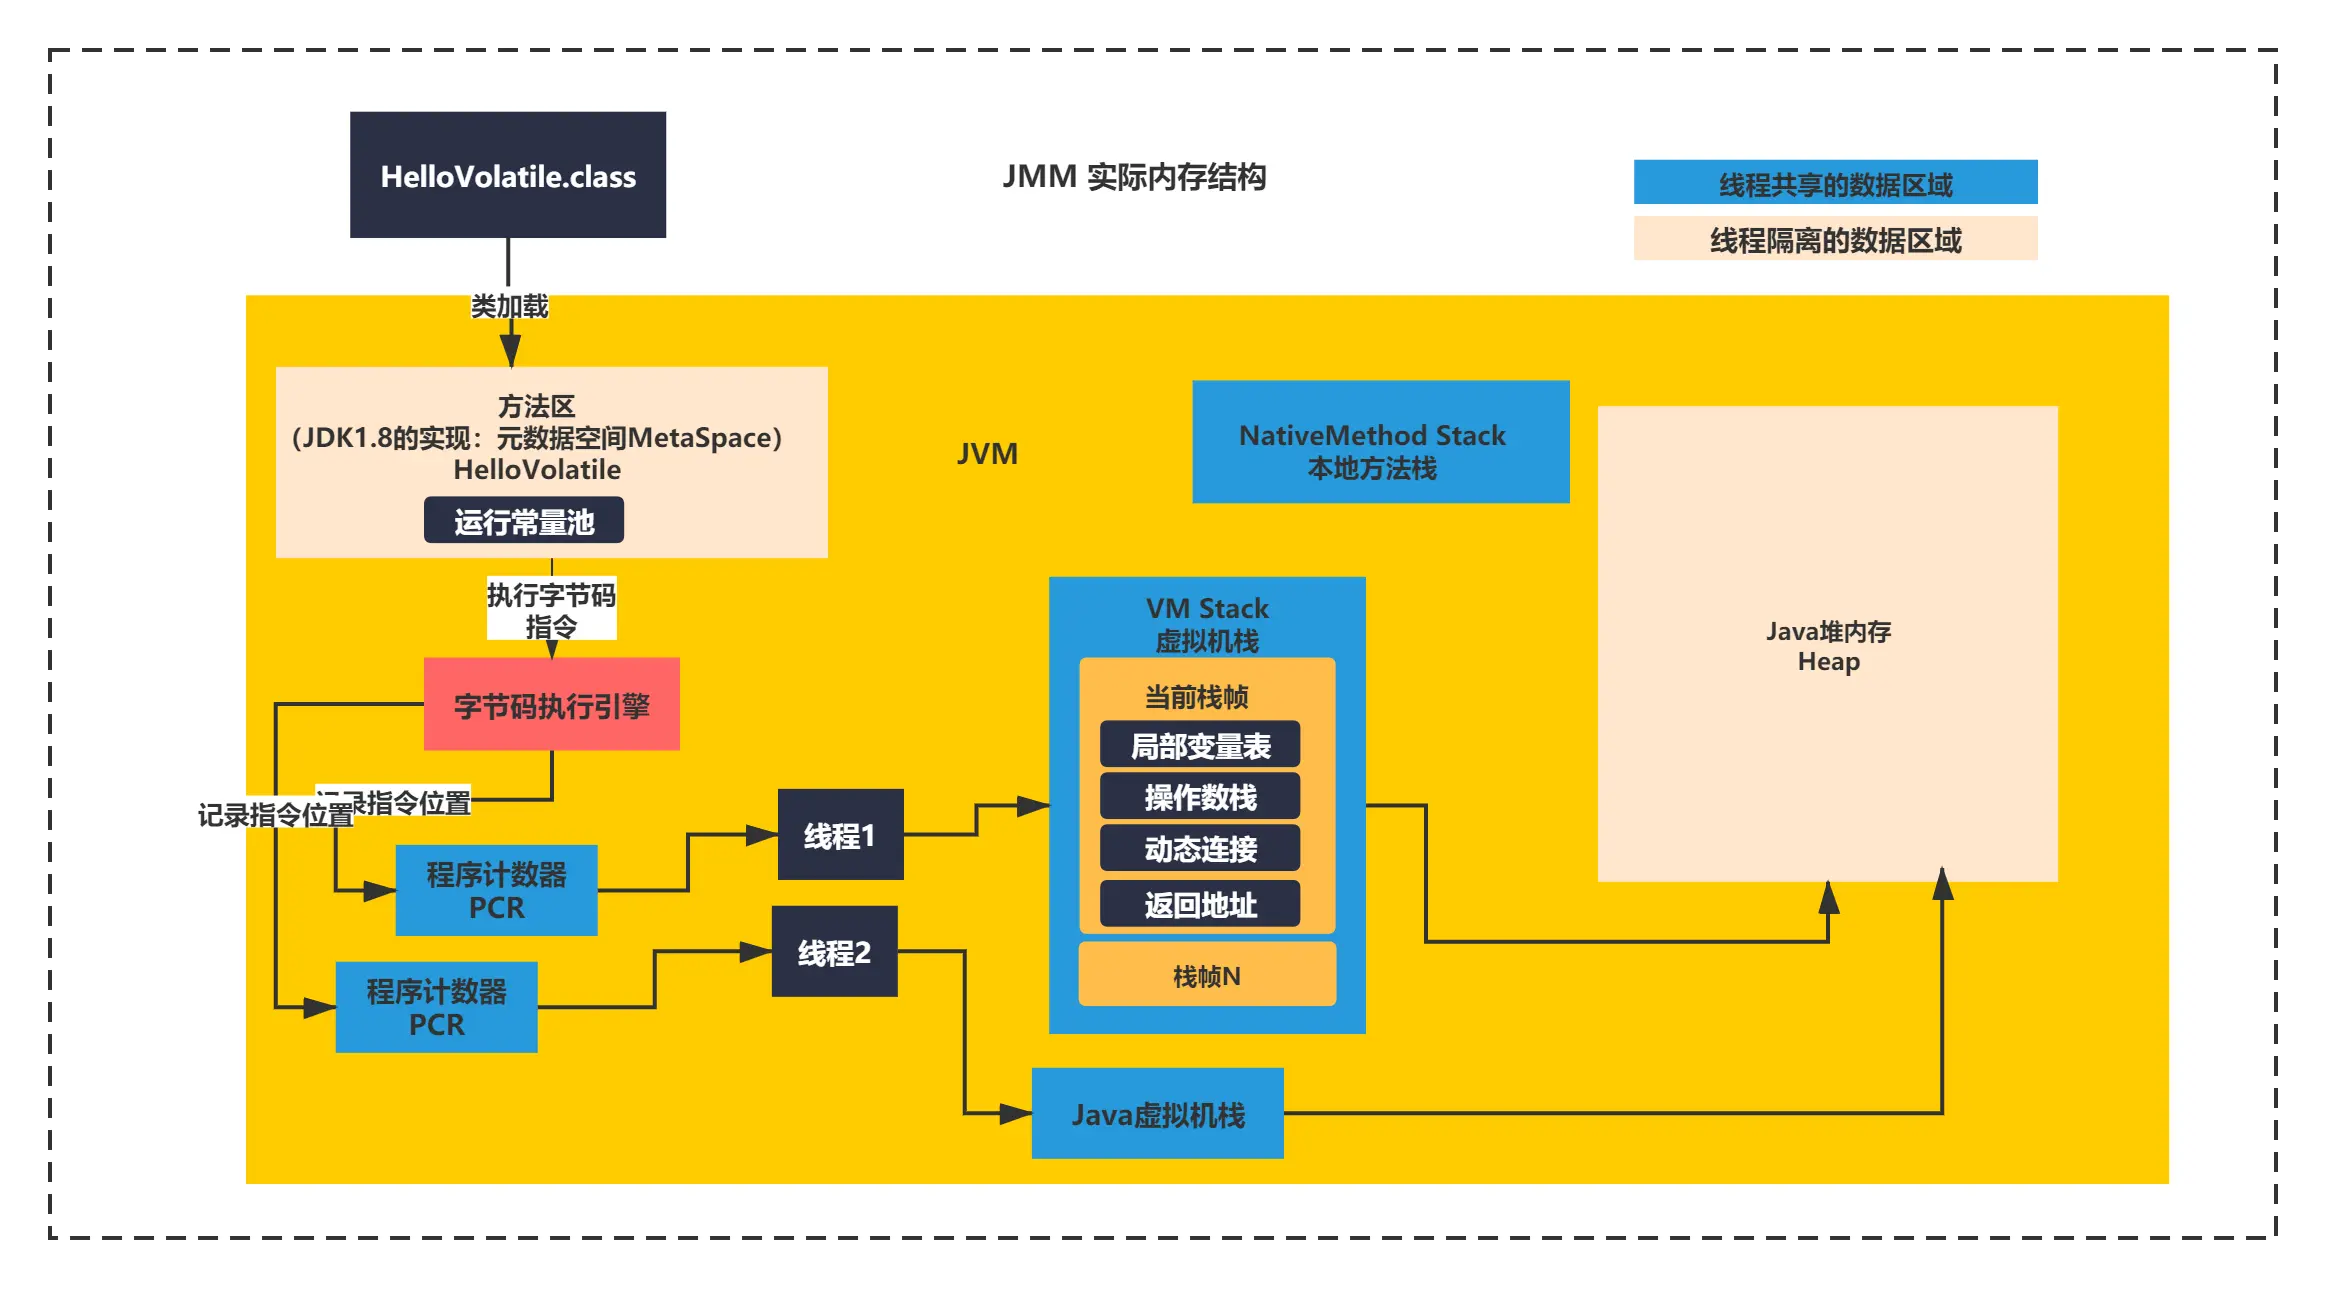 HelloVolatile.class
JMM 实际内存结构
线程共享的数据区域
线程隔离的数据区域
类加载
方法区
（JDK1.8的实现：元数据空间MetaSpace）
HelloVolatile
运行常量池
JVM
NativeMethod Stack
本地方法栈
Java堆内存
Heap
执行字节码
指令
字节码执行引擎
记录指令位置
记录指令位置
程序计数器
PCR
程序计数器
PCR
线程1
线程2
VM Stack
虚拟机栈
当前栈帧
局部变量表
操作数栈
动态连接
返回地址
栈帧N
Java虚拟机栈